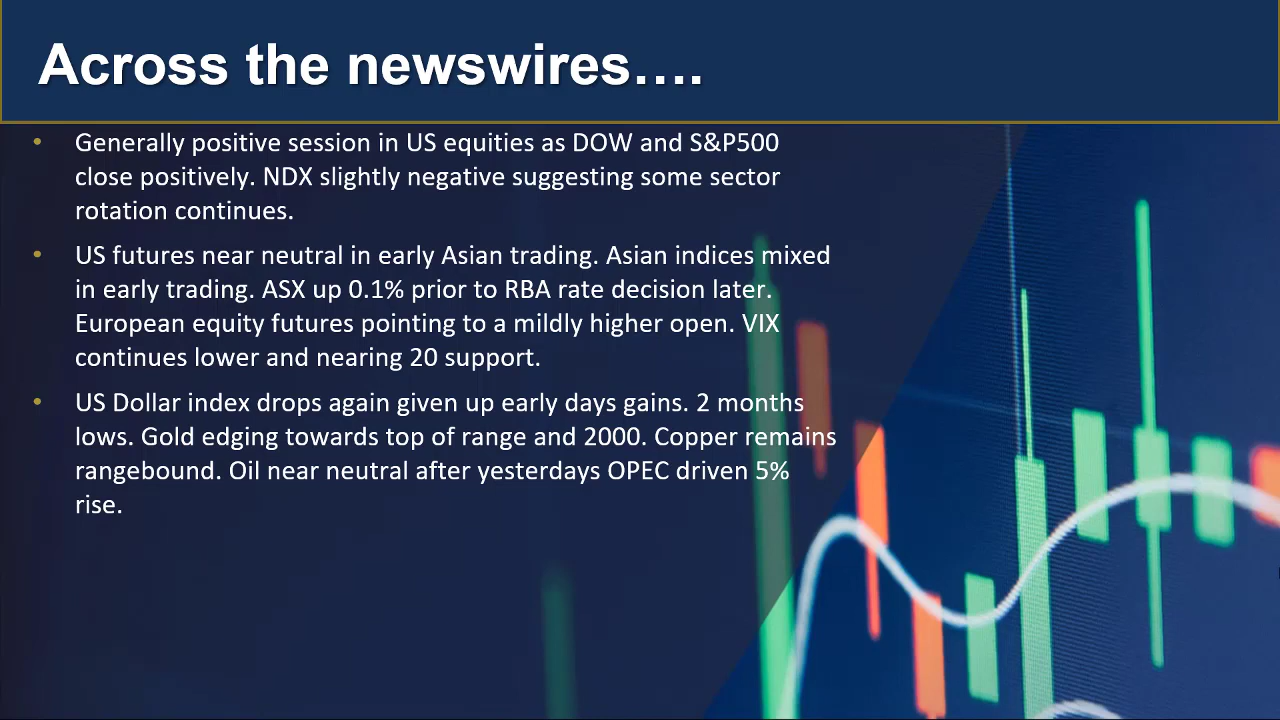 Across the newswires….
• Generally positive session in US equities as DOW and S&P500
close positively. NDX slightly negative suggesting some sector
rotation continues.
• US futures near neutral in early Asian trading. Asian indices mixed
in early trading. ASX up 0.1% prior to RBA rate decision later.
European equity futures pointing to a mildly higher open. VIX
continues lower and nearing 20 support.
• US Dollar index drops again given up early days gains. 2 months
lows. Gold edging towards top of range and 2000. Copper remains
rangebound. Oil near neutral after yesterdays OPEC driven 5%
rise.